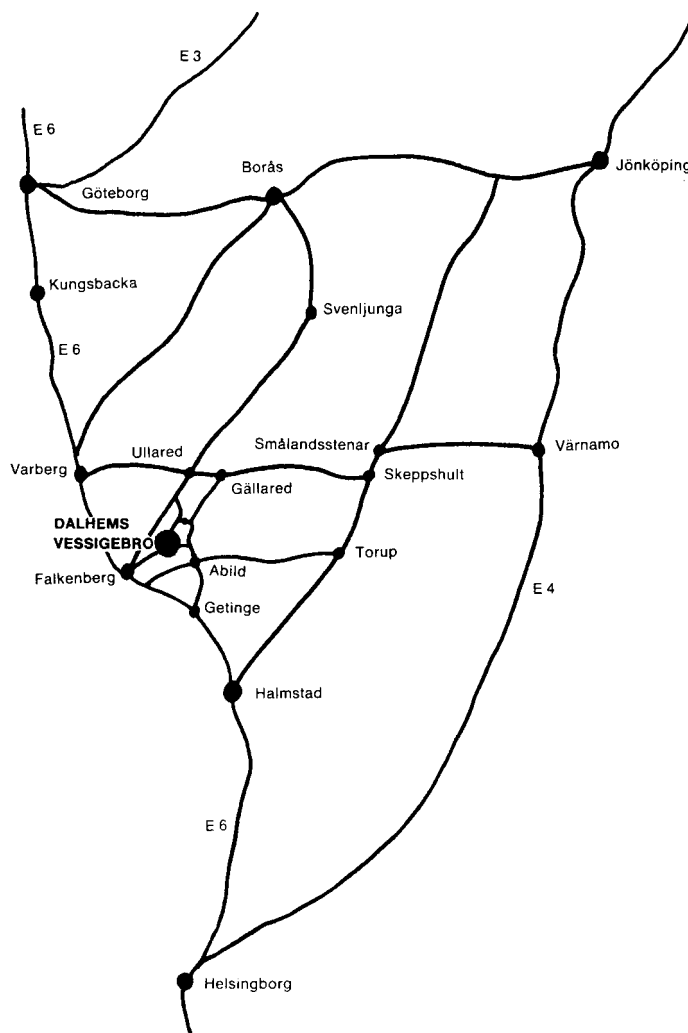 E 3
E 6
Göteborg
Borås
Jönköping
Kungsbacka
Svenljunga
E 6
Varberg
Ullared
Gällared
Smålandsstenar
Skeppshult
Värnamo
DALHEMS
VESSIGEBRO
Falkenberg
Abild
Torup
Getinge
E 4
Halmstad
E 6
Helsingborg